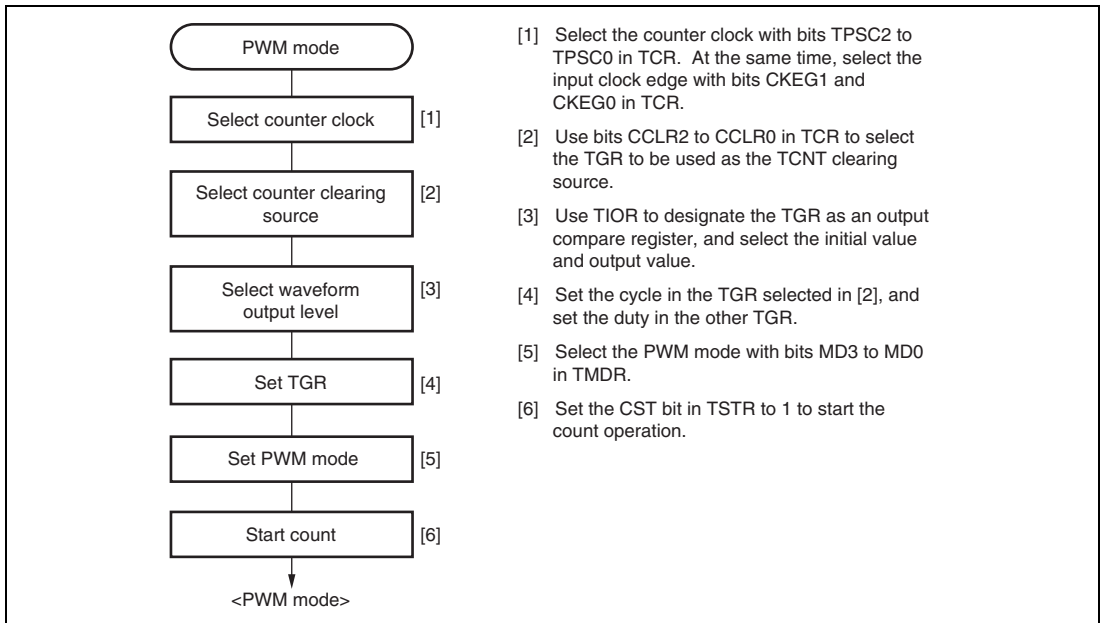 PWM mode
Select counter clock
[1]
Select counter clearing
source
[2]
Select waveform
output level
[3]
Set TGR
[4]
Set PWM mode
[5]
Start count
[6]
<PWM mode>
[1] Select the counter clock with bits TPSC2 to
TPSC0 in TCR. At the same time, select the
input clock edge with bits CKEG1 and
CKEG0 in TCR.
[2] Use bits CCLR2 to CCLR0 in TCR to select
the TGR to be used as the TCNT clearing
source.
[3] Use TIOR to designate the TGR as an output
compare register, and select the initial value
and output value.
[4] Set the cycle in the TGR selected in [2], and
set the duty in the other TGR.
[5] Select the PWM mode with bits MD3 to MD0
in TMDR.
[6] Set the CST bit in TSTR to 1 to start the
count operation.